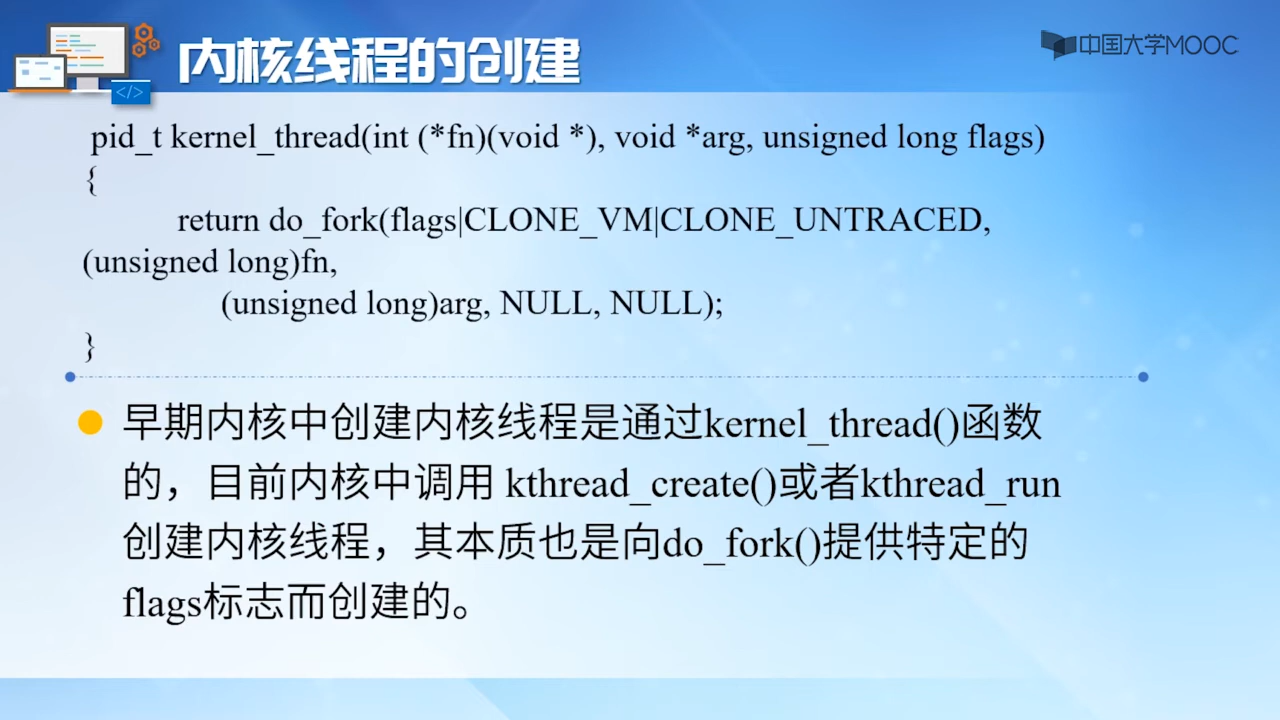 内核线程的创建
中国大学MOOC
</>
pid_t kernel_thread(int (*fn)(void *), void *arg, unsigned long flags)
{
return do_fork(flags|CLONE_VM|CLONE_UNTRACED,
(unsigned long)fn,
(unsigned long)arg, NULL, NULL);
}
早期内核中创建内核线程是通过kernel_thread()函数
的，目前内核中调用 kthread_create()或者kthread_run
创建内核线程，其本质也是向do_fork()提供特定的
flags标志而创建的。